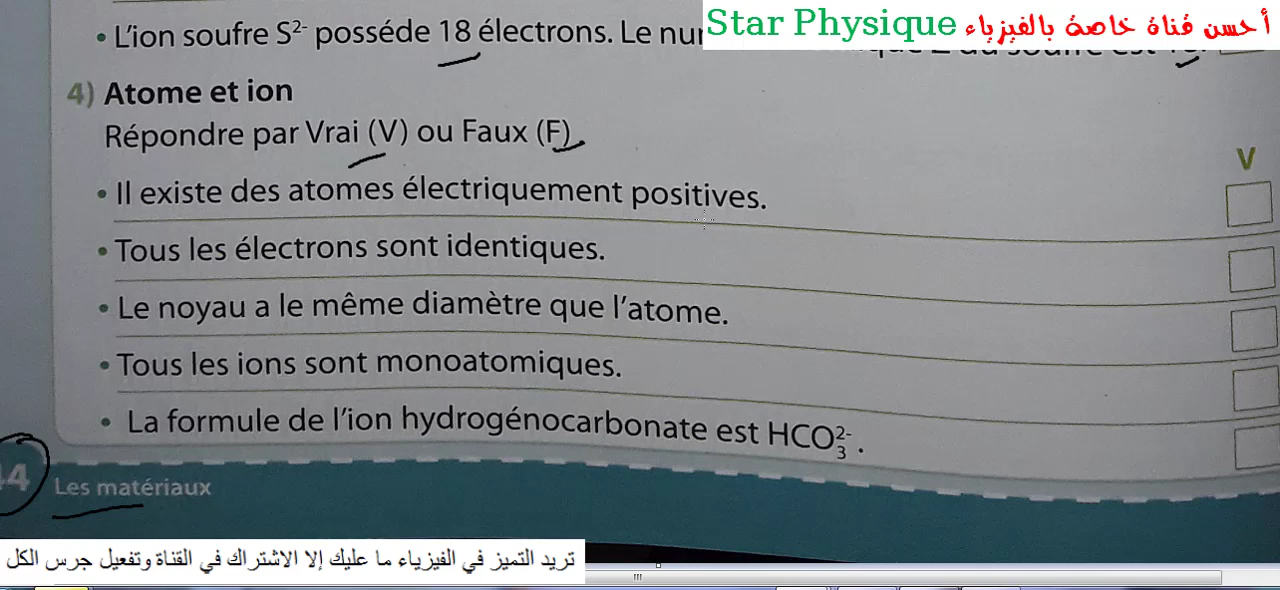 Star Physique أحسن قناة خاصة بالفيزياء
• L'ion soufre S²⁻ posséde 18 électrons. Le
4) Atome et ion
Répondre par Vrai (V) ou Faux (F)
V
• Il existe des atomes électriquement positives.
• Tous les électrons sont identiques.
• Le noyau a le même diamètre que l'atome.
• Tous les ions sont monoatomiques.
• La formule de l'ion hydrogénocarbonate est HCO₃²⁻ .
Les matériaux
تريد التميز في الفيزياء ما عليك إلا الاشتراك في القناة وتفعيل جرس الكل